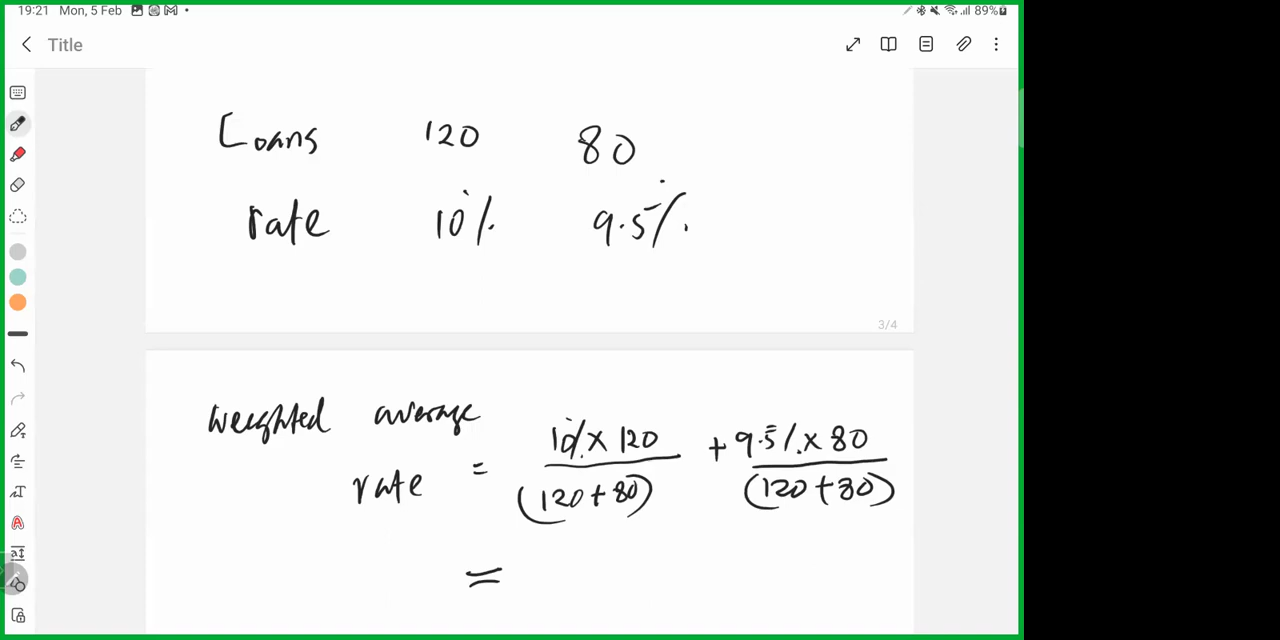 19:21 Mon, 5 Feb 89%
Title
Loans 120 80
rate 10% 9.5%.
3/4
weighted average
rate = 10% x 120 / (120 + 80) + 9.5% x 80 / (120 + 80)
=